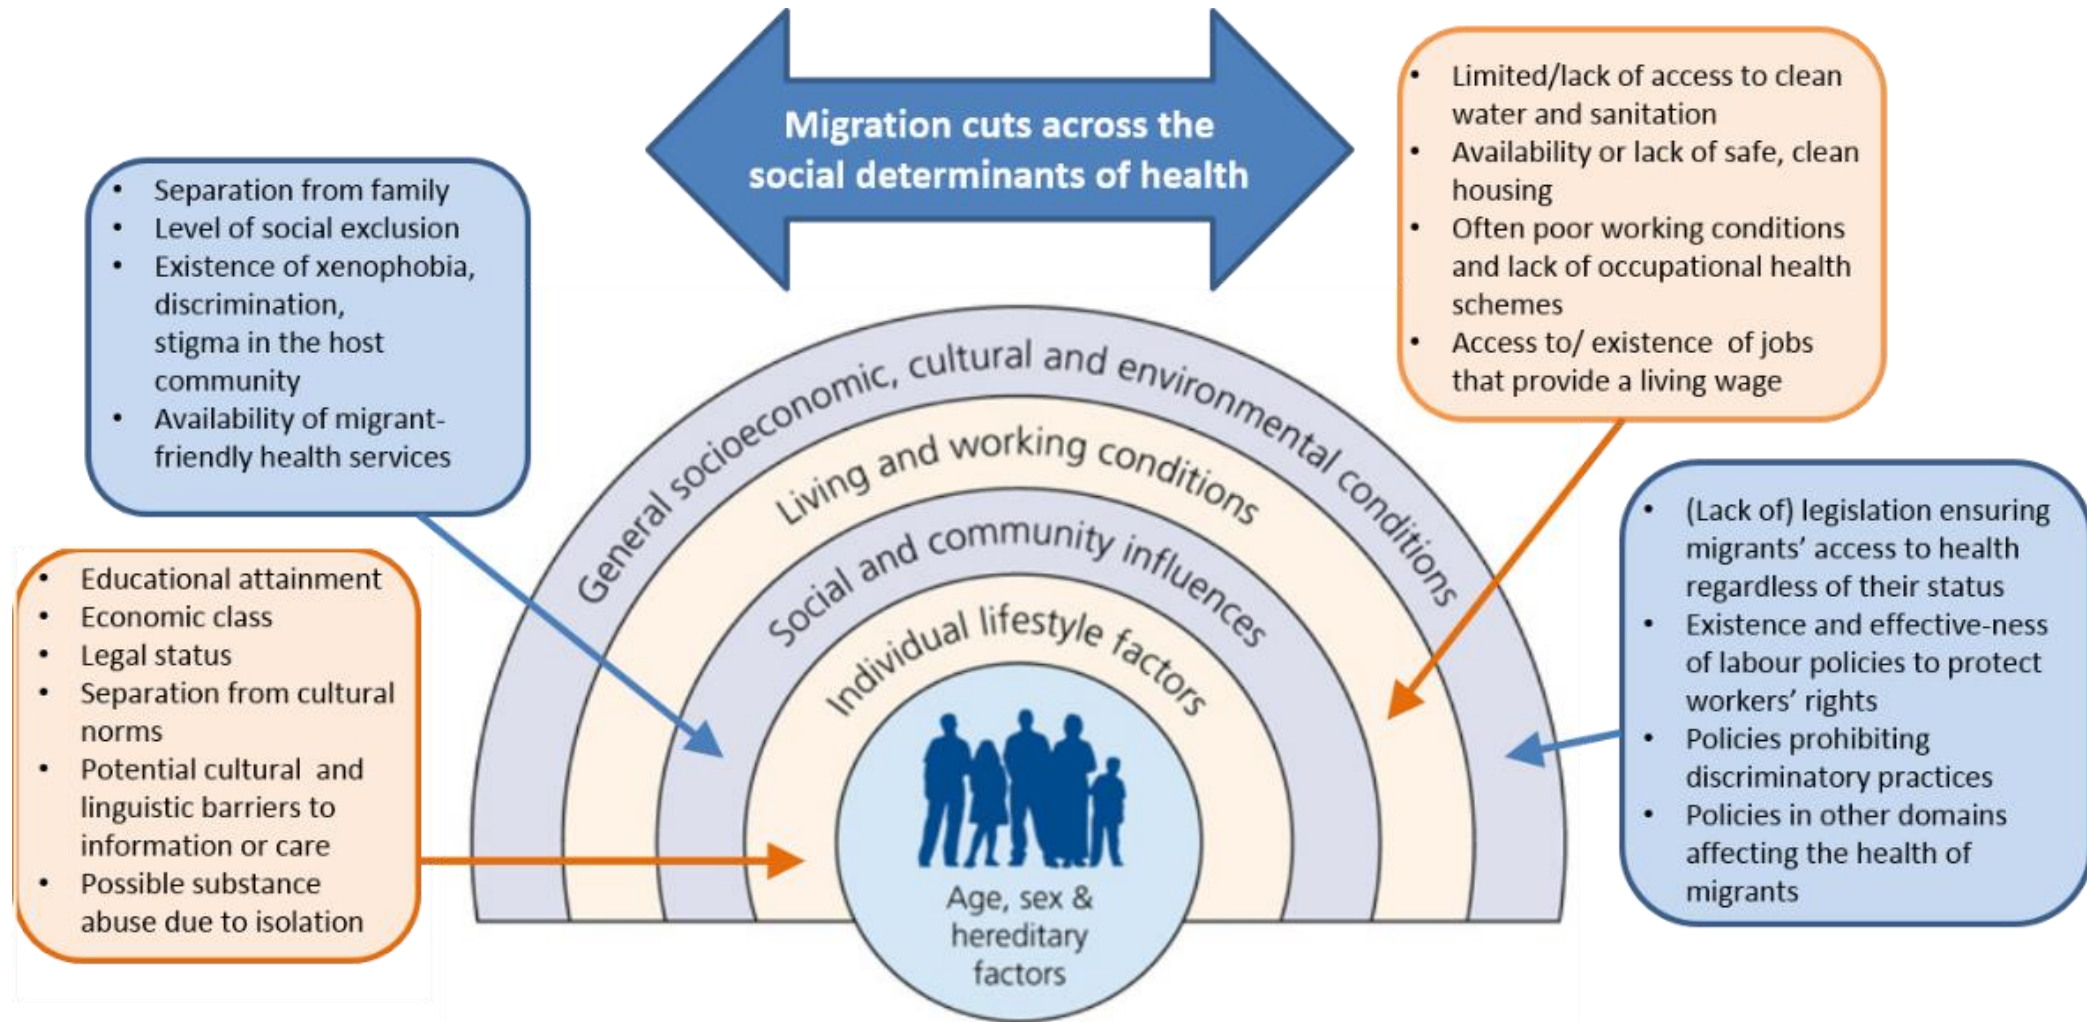 Migration cuts across the
social determinants of health
• Separation from family
• Level of social exclusion
• Existence of xenophobia,
discrimination,
stigma in the host
community
• Availability of migrant-
friendly health services
• Educational attainment
• Economic class
• Legal status
• Separation from cultural
norms
• Potential cultural and
linguistic barriers to
information or care
• Possible substance
abuse due to isolation
General socioeconomic, cultural and environmental conditions
Living and working conditions
Social and community influences
Individual lifestyle factors
Age, sex &
hereditary
factors
• Limited/lack of access to clean
water and sanitation
• Availability or lack of safe, clean
housing
• Often poor working conditions
and lack of occupational health
schemes
• Access to/ existence of jobs
that provide a living wage
• (Lack of) legislation ensuring
migrants’ access to health
regardless of their status
• Existence and effective-ness
of labour policies to protect
workers’ rights
• Policies prohibiting
discriminatory practices
• Policies in other domains
affecting the health of
migrants